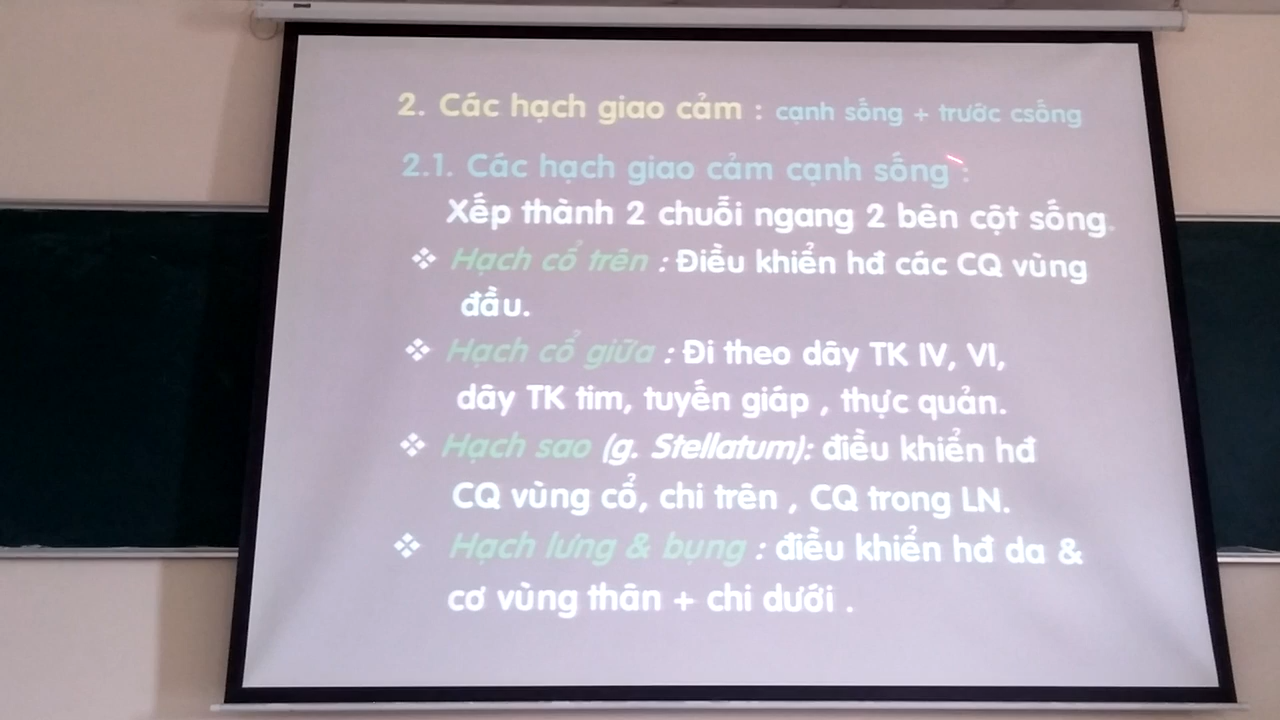 2. Các hạch giao cảm : cạnh sống + trước csống
2.1. Các hạch giao cảm cạnh sống :
Xếp thành 2 chuỗi ngang 2 bên cột sống.
❖ Hạch cổ trên : Điều khiển hđ các CQ vùng
đầu.
❖ Hạch cổ giữa : Đi theo dây TK IV, VI,
dây TK tim, tuyến giáp , thực quản.
❖ Hạch sao (g. Stellatum): điều khiển hđ
CQ vùng cổ, chi trên , CQ trong LN.
❖ Hạch lưng & bụng : điều khiển hđ da &
cơ vùng thân + chi dưới .